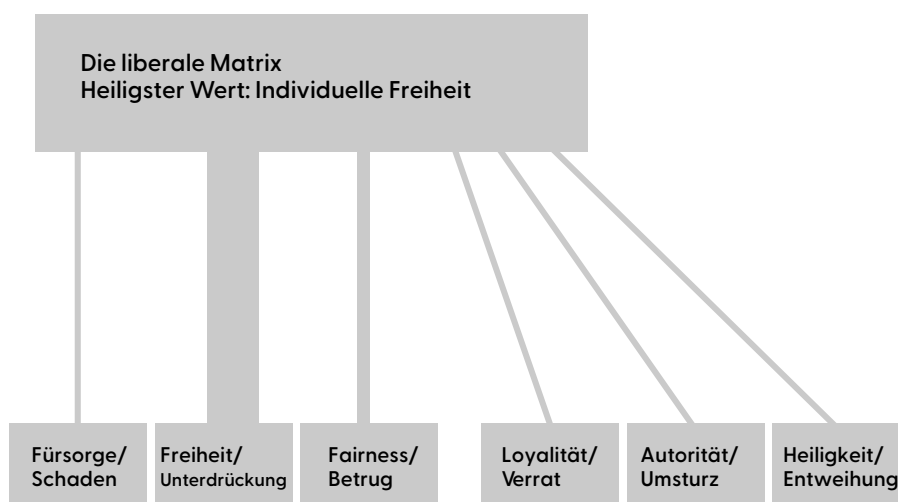 Die liberale Matrix
Heiligster Wert: Individuelle Freiheit
Fürsorge/
Schaden
Freiheit/
Unterdrückung
Fairness/
Betrug
Loyalität/
Verrat
Autorität/
Umsturz
Heiligkeit/
Entweihung